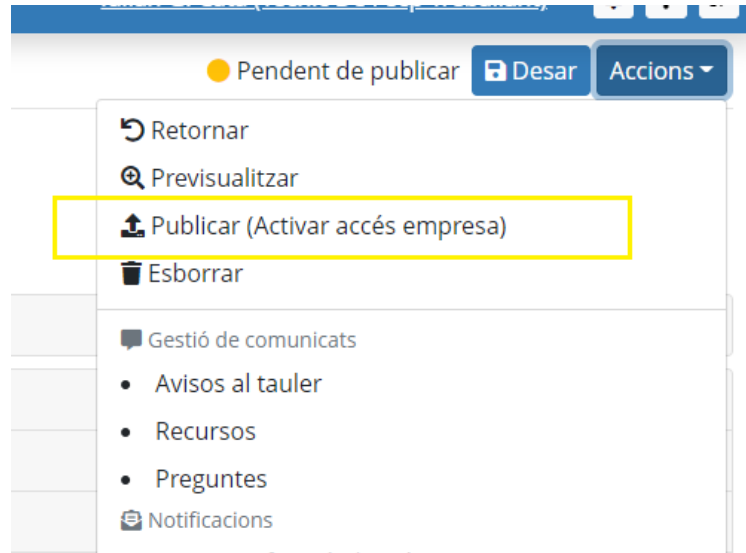 Pendent de publicar Desar Accions
Retornar
Previsualitzar
Publicar (Activar accés empresa)
Esborrar
Gestió de comunicats
Avisos al tauler
Recursos
Preguntes
Notificacions